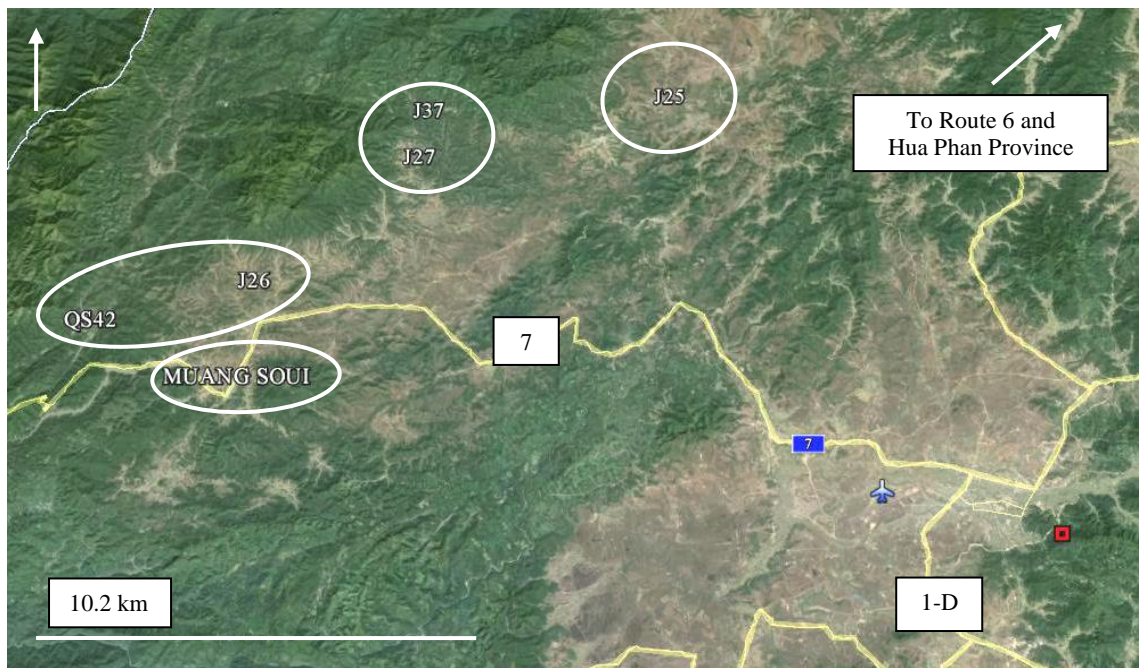 J37
J25
To Route 6 and
Hua Phan Province
J27
J26
QS42
7
MUANG SOUI
7
10.2 km
1-D